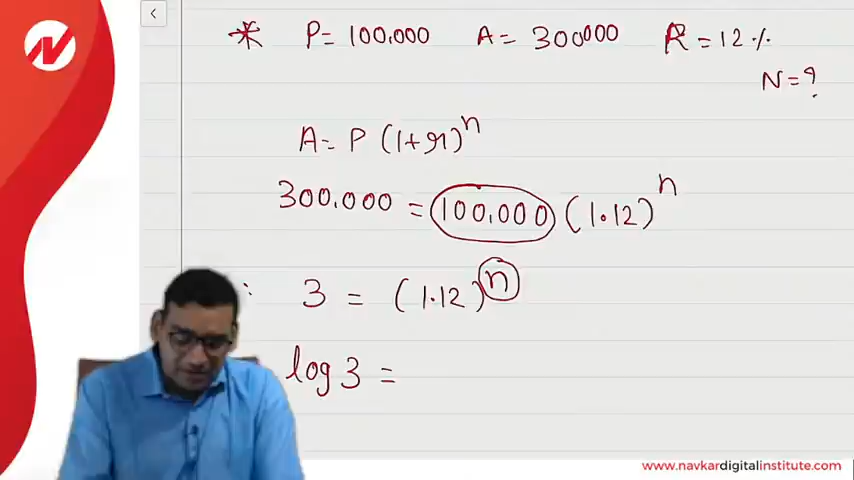 * P= 100,000 A= 300000 R = 12%
N = ?
A= P (1+r)^n
300,000 = 100,000 (1.12)^n
∴ 3 = (1.12)^n
log 3 =
www.navkardigitalinstitute.com